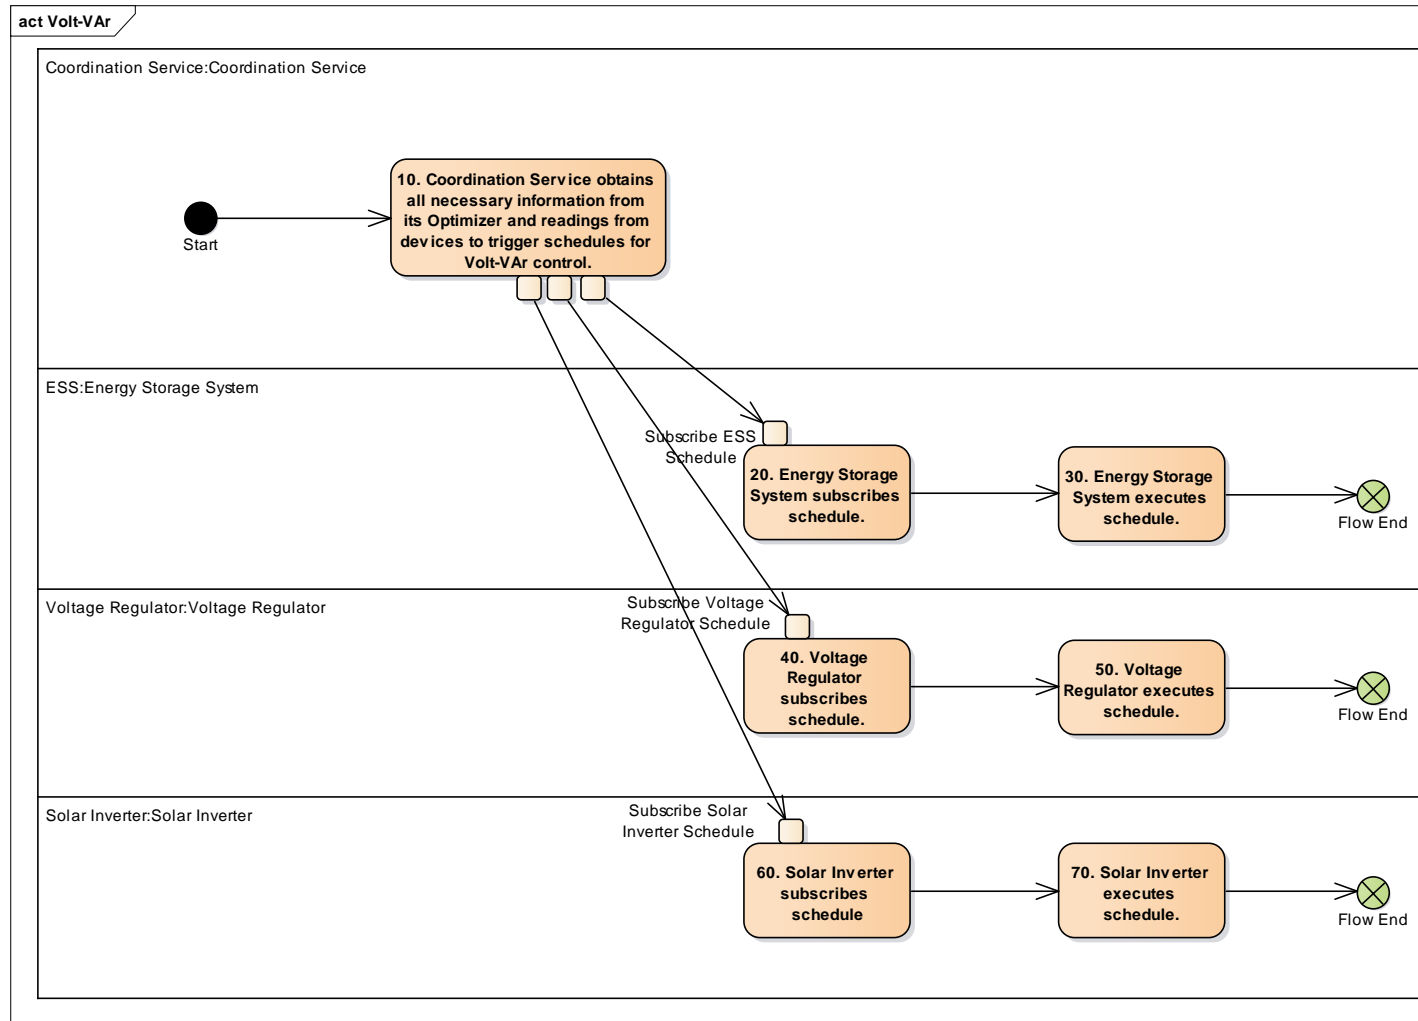 act Volt-VAr
Coordination Service:Coordination Service
10. Coordination Service obtains
all necessary information from
its Optimizer and readings from
devices to trigger schedules for
Volt-VAr control.
Start
ESS:Energy Storage System
Subscribe ESS
Schedule
20. Energy Storage
System subscribes
schedule.
30. Energy Storage
System executes
schedule.
Flow End
Voltage Regulator:Voltage Regulator
Subscribe Voltage
Regulator Schedule
40. Voltage
Regulator
subscribes
schedule.
50. Voltage
Regulator executes
schedule.
Flow End
Solar Inverter:Solar Inverter
Subscribe Solar
Inverter Schedule
60. Solar Inverter
subscribes
schedule
70. Solar Inverter
executes
schedule.
Flow End